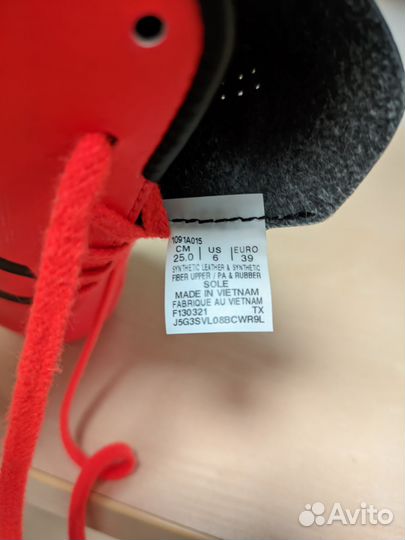 1091A015
CM | US | EURO
25.0 | 6 | 39
SYNTHETIC LEATHER & SYNTHETIC
FIBER UPPER / PA & RUBBER
SOLE
MADE IN VIETNAM
FABRIQUE AU VIETNAM
F130321 TX
J5G3SVL08BCWR9L
Avito